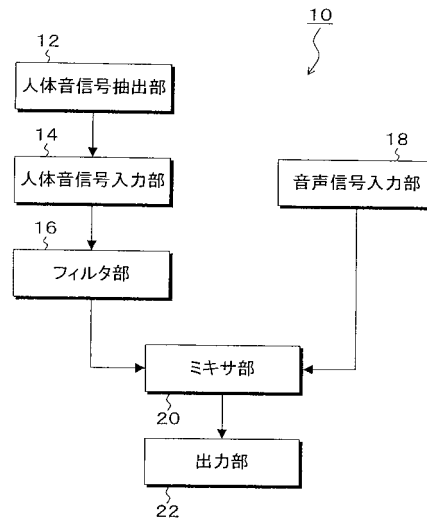 10
12
人体音信号抽出部
14
人体音信号入力部
18
音声信号入力部
16
フィルタ部
ミキサ部
20
出力部
22